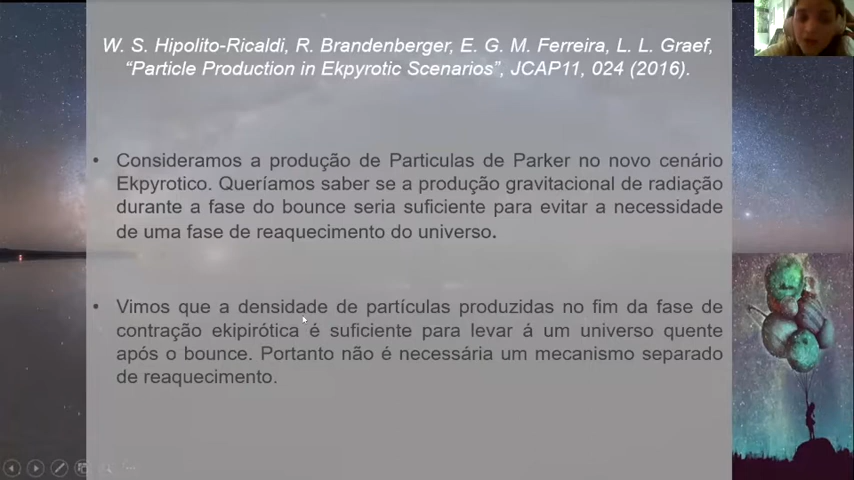 W. S. Hipolito-Ricaldi, R. Brandenberger, E. G. M. Ferreira, L. L. Graef,
“Particle Production in Ekpyrotic Scenarios”, JCAP11, 024 (2016).
• Consideramos a produção de Particulas de Parker no novo cenário
Ekpyrotico. Queríamos saber se a produção gravitacional de radiação
durante a fase do bounce seria suficiente para evitar a necessidade
de uma fase de reaquecimento do universo.
• Vimos que a densidade de partículas produzidas no fim da fase de
contração ekipirótica é suficiente para levar á um universo quente
após o bounce. Portanto não é necessária um mecanismo separado
de reaquecimento.